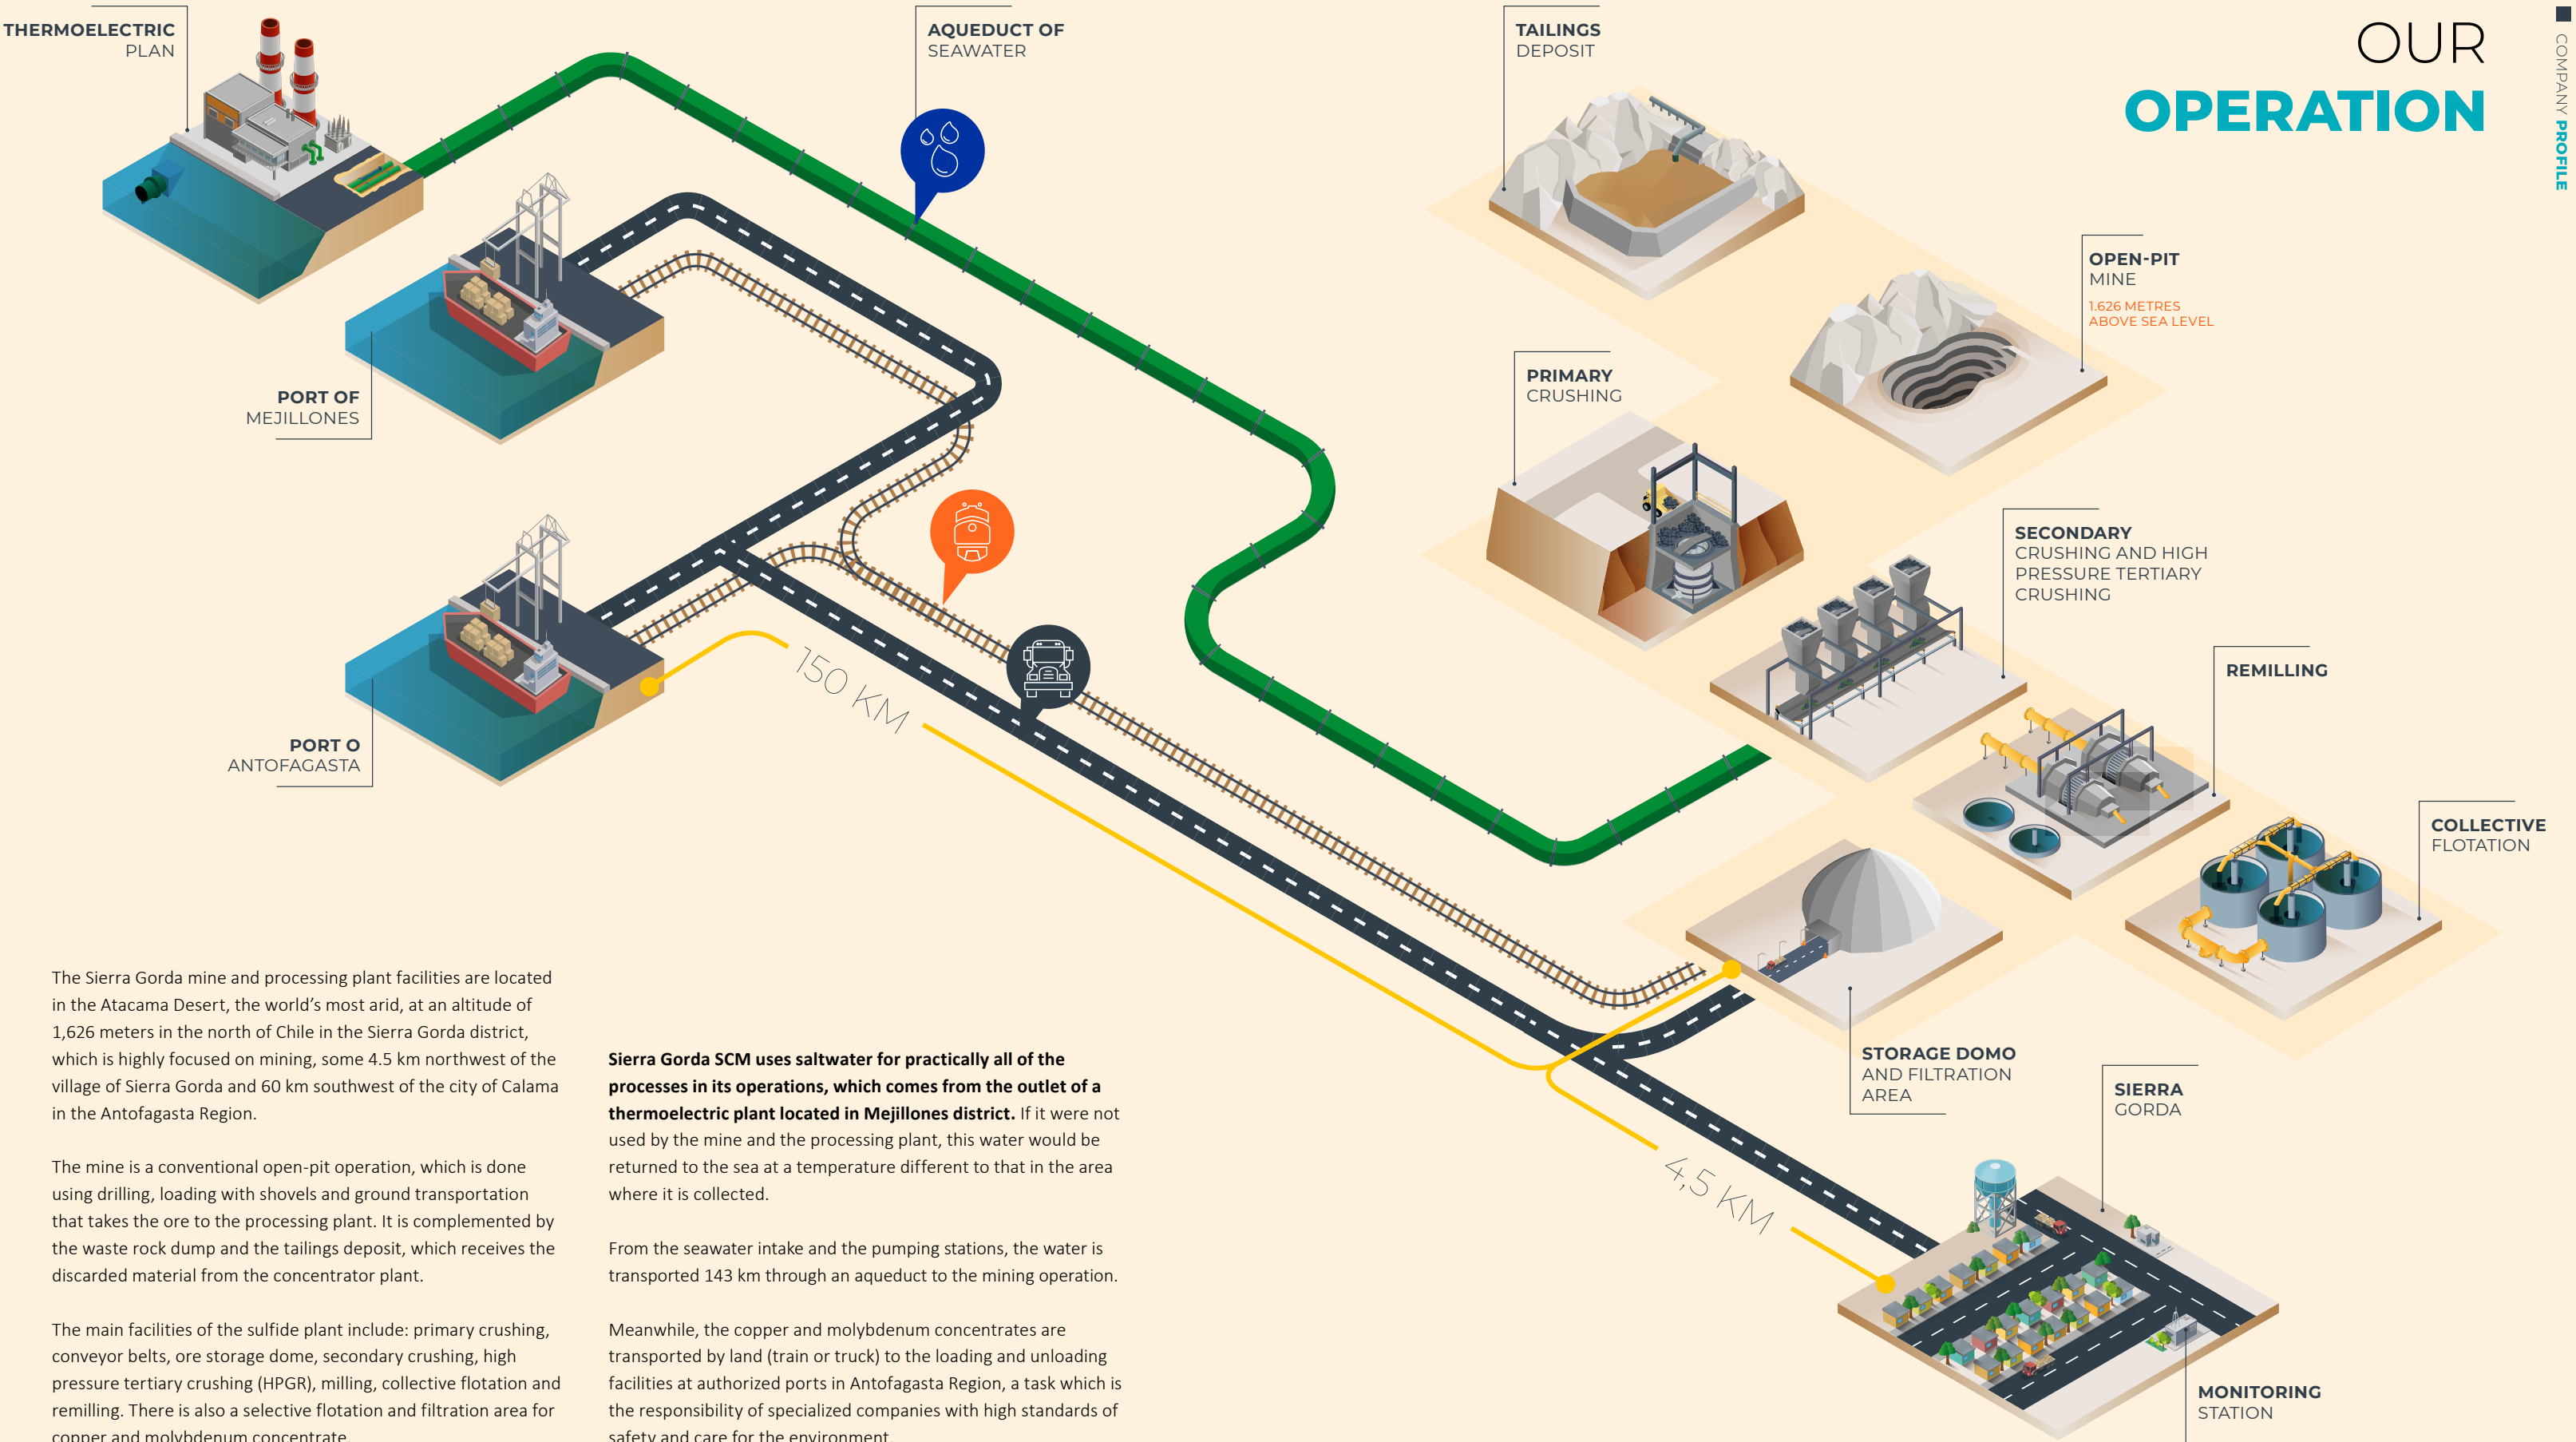 THERMOELECTRIC
PLAN
AQUEDUCT OF
SEAWATER
TAILINGS
DEPOSIT
OUR
OPERATION
COMPANY PROFILE
OPEN-PIT
MINE
1.626 METRES
ABOVE SEA LEVEL
PRIMARY
CRUSHING
PORT OF
MEJILLONES
SECONDARY
CRUSHING AND HIGH
PRESSURE TERTIARY
CRUSHING
REMILLING
150 KM
PORT O
ANTOFAGASTA
COLLECTIVE
FLOTATION
STORAGE DOMO
AND FILTRATION
AREA
SIERRA
GORDA
4,5 KM
MONITORING
STATION
The Sierra Gorda mine and processing plant facilities are located
in the Atacama Desert, the world’s most arid, at an altitude of
1,626 meters in the north of Chile in the Sierra Gorda district,
which is highly focused on mining, some 4.5 km northwest of the
village of Sierra Gorda and 60 km southwest of the city of Calama
in the Antofagasta Region.
The mine is a conventional open-pit operation, which is done
using drilling, loading with shovels and ground transportation
that takes the ore to the processing plant. It is complemented by
the waste rock dump and the tailings deposit, which receives the
discarded material from the concentrator plant.
The main facilities of the sulfide plant include: primary crushing,
conveyor belts, ore storage dome, secondary crushing, high
pressure tertiary crushing (HPGR), milling, collective flotation and
remilling. There is also a selective flotation and filtration area for
copper and molybdenum concentrate.
Sierra Gorda SCM uses saltwater for practically all of the
processes in its operations, which comes from the outlet of a
thermoelectric plant located in Mejillones district. If it were not
used by the mine and the processing plant, this water would be
returned to the sea at a temperature different to that in the area
where it is collected.
From the seawater intake and the pumping stations, the water is
transported 143 km through an aqueduct to the mining operation.
Meanwhile, the copper and molybdenum concentrates are
transported by land (train or truck) to the loading and unloading
facilities at authorized ports in Antofagasta Region, a task which is
the responsibility of specialized companies with high standards of
safety and care for the environment.